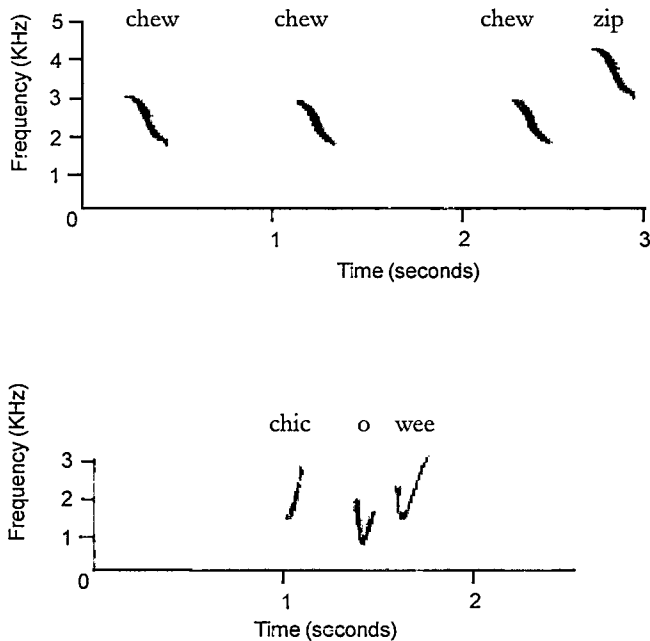 chew chew chew zip
Frequency (KHz)
5
4
3
2
1
0
1 2 3
Time (seconds)
chic o wee
Frequency (KHz)
3
2
1
0
1 2
Time (seconds)